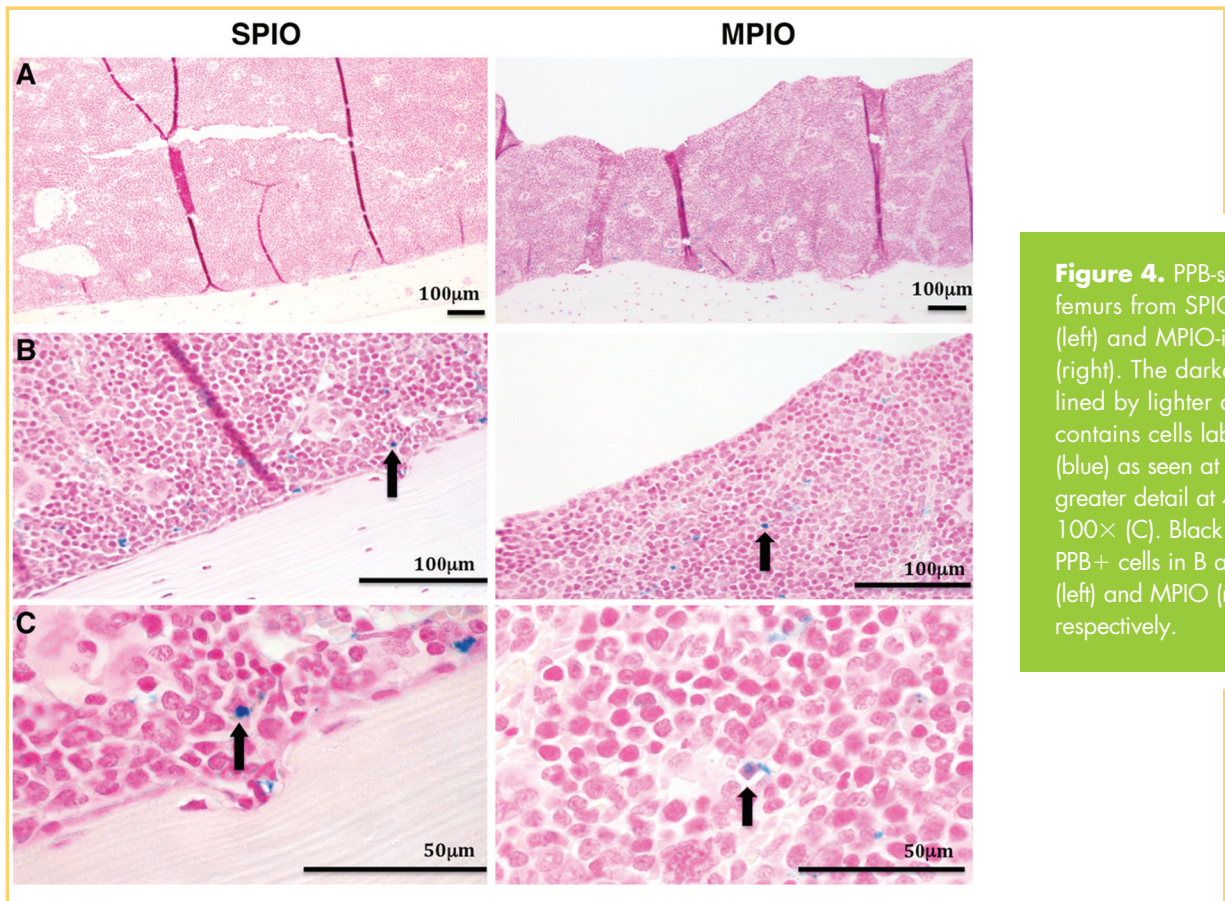 SPIO
MPIO
A
100μm
100μm
B
100μm
100μm
C
50μm
50μm
Figure 4. PPB-s
femurs from SPIO
(left) and MPIO-i
(right). The darke
lined by lighter
contains cells lab
(blue) as seen at
greater detail at
100× (C). Black
PPB+ cells in B a
(left) and MPIO (
respectively.